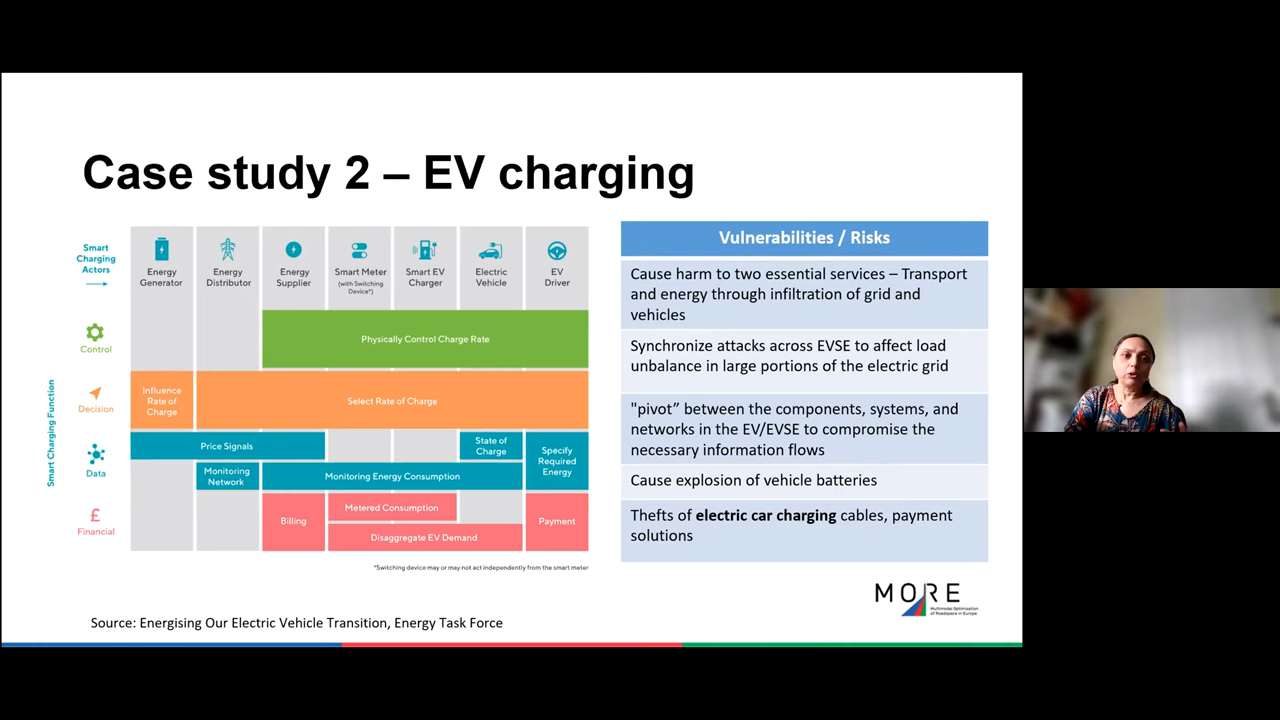 Case study 2 – EV charging
Smart
Charging
Actors
Energy
Generator
Energy
Distributor
Energy
Supplier
Smart Meter
(with Switching
Device*)
Smart EV
Charger
Electric
Vehicle
EV
Driver
Smart Charging Function
Control
Physically Control Charge Rate
Decision
Influence
Rate of
Charge
Select Rate of Charge
Data
Price Signals
State of
Charge
Specify
Required
Energy
Monitoring
Network
Monitoring Energy Consumption
£
Financial
Billing
Metered Consumption
Payment
Disaggregate EV Demand
*Switching device may or may not act independently from the smart meter
Vulnerabilities / Risks
Cause harm to two essential services – Transport
and energy through infiltration of grid and
vehicles
Synchronize attacks across EVSE to affect load
unbalance in large portions of the electric grid
"pivot” between the components, systems, and
networks in the EV/EVSE to compromise the
necessary information flows
Cause explosion of vehicle batteries
Thefts of electric car charging cables, payment
solutions
MORE
Multimodal Optimisation
of Roadspace in Europe
Source: Energising Our Electric Vehicle Transition, Energy Task Force